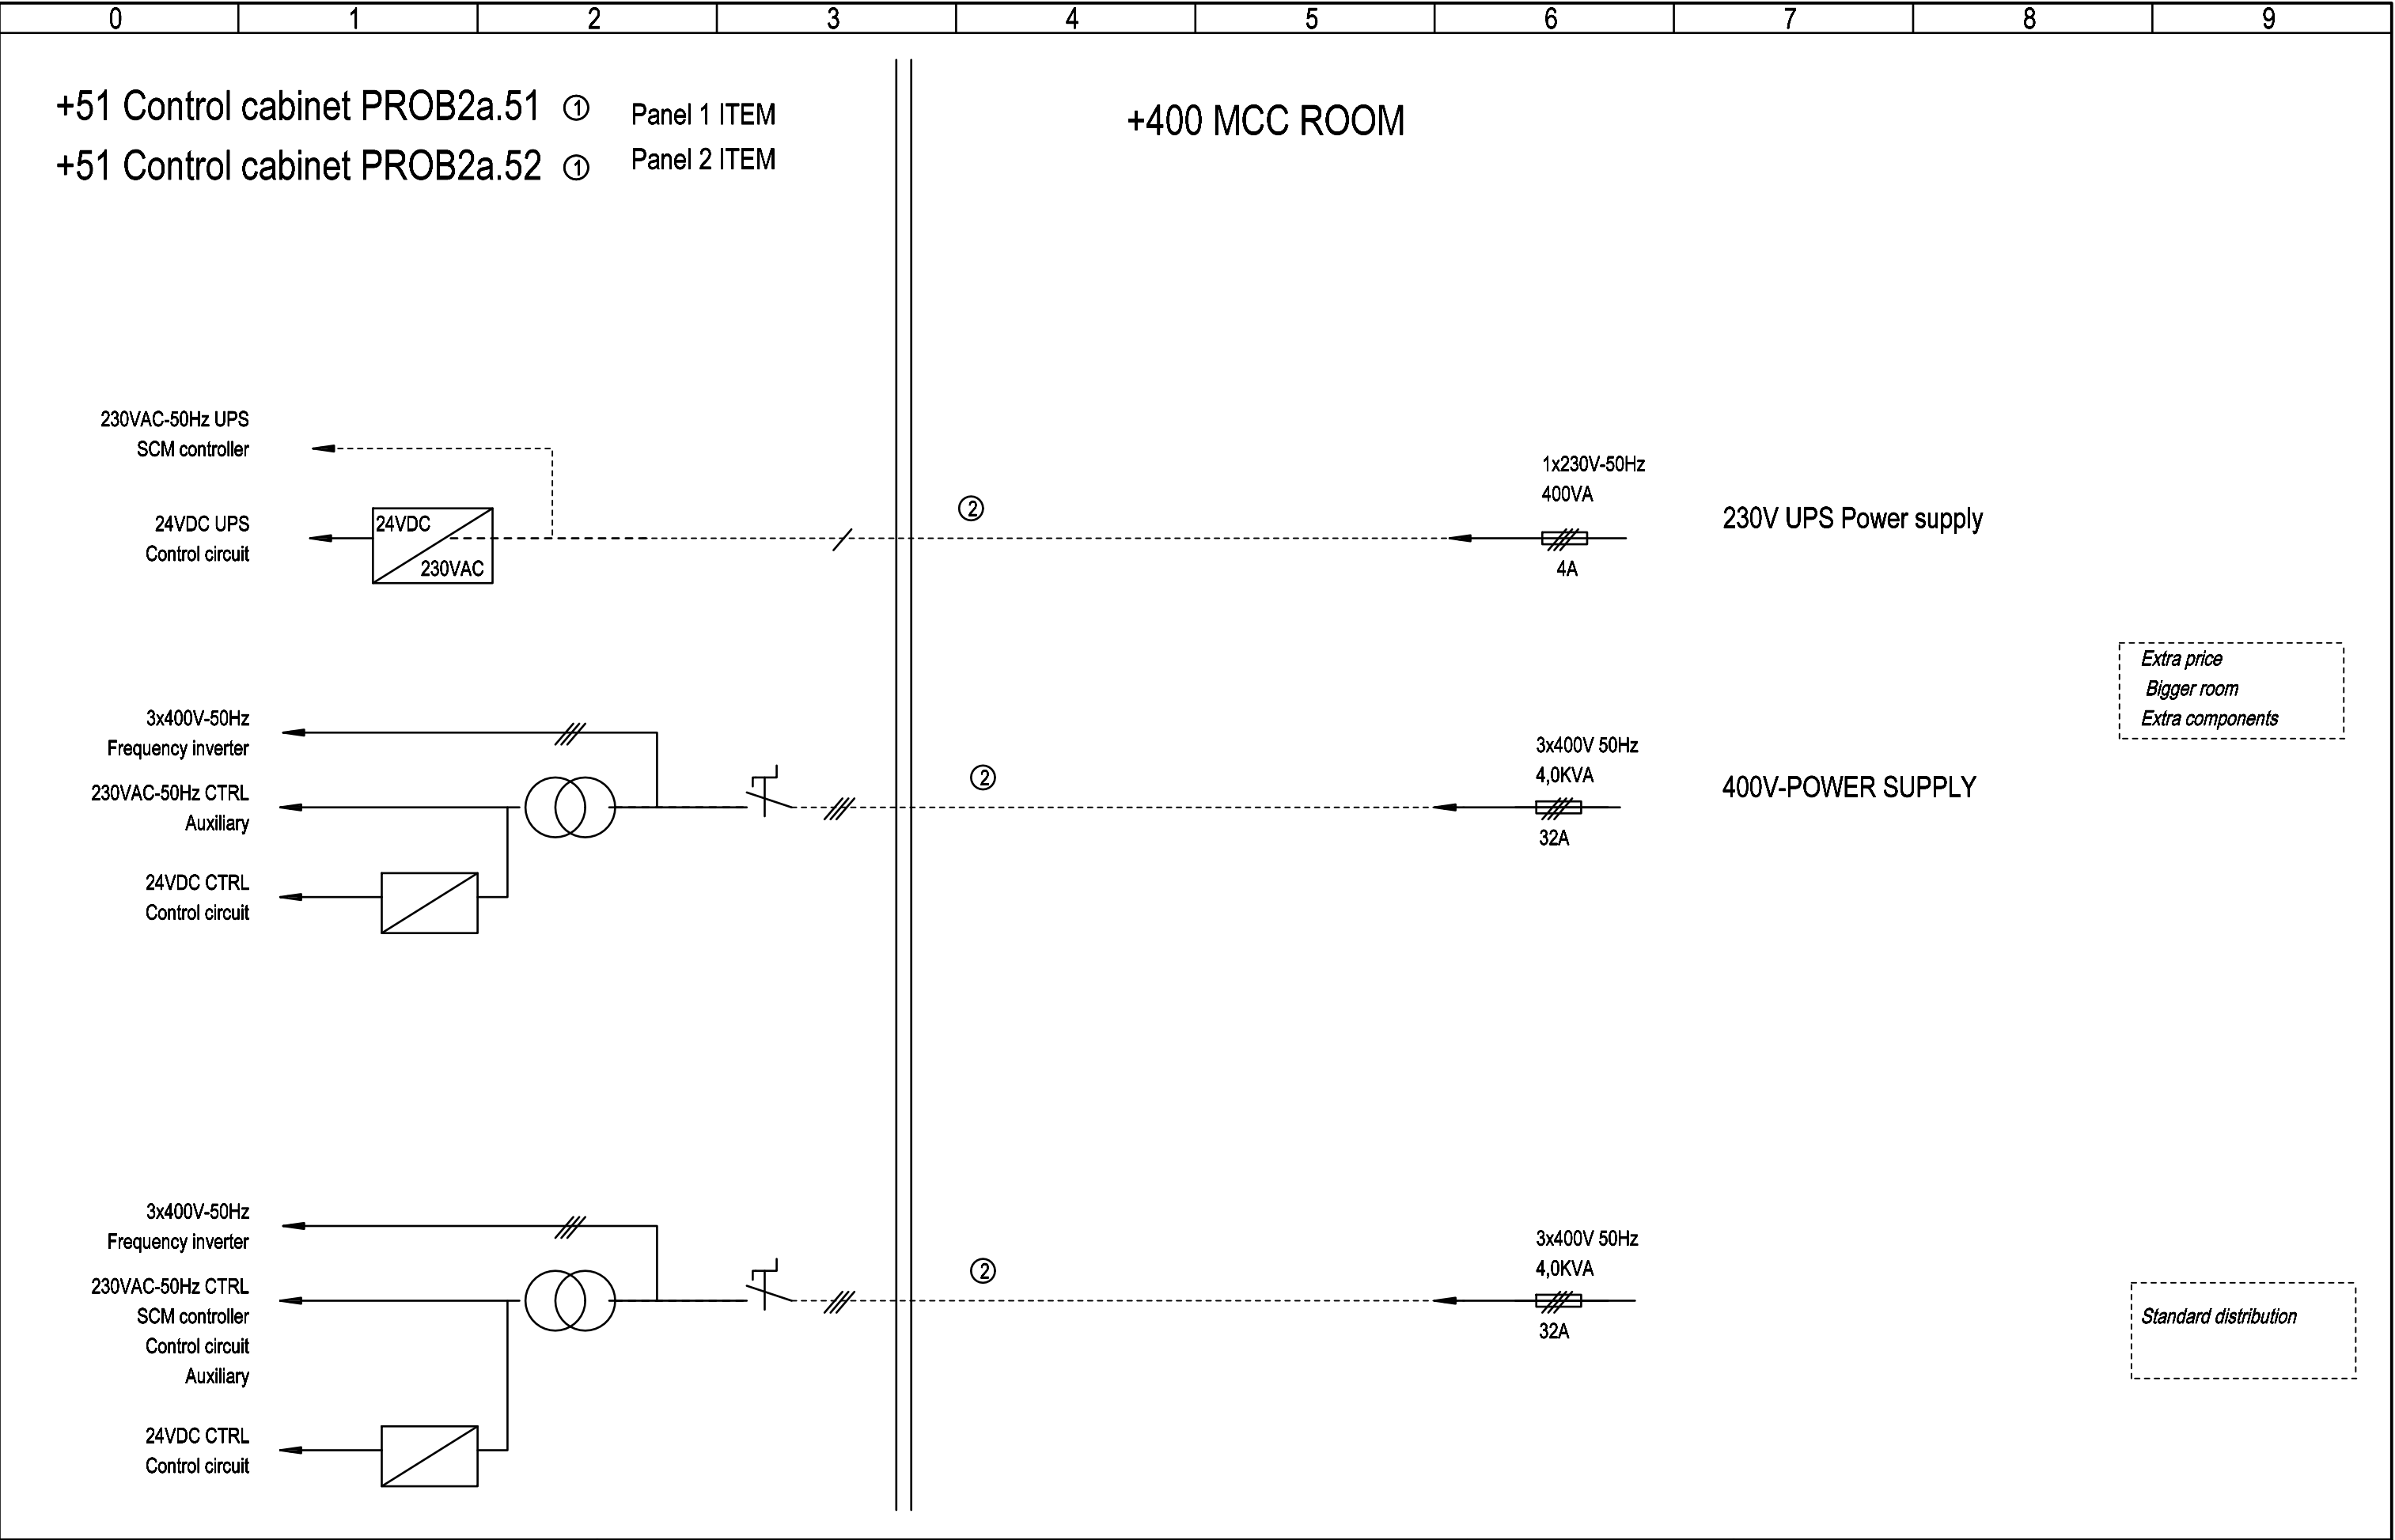 0 1 2 3 4 5 6 7 8 9
+51 Control cabinet PROB2a.51 ① Panel 1 ITEM
+51 Control cabinet PROB2a.52 ① Panel 2 ITEM
+400 MCC ROOM
230VAC-50Hz UPS
SCM controller
24VDC UPS
Control circuit
24VDC
230VAC
②
1x230V-50Hz
400VA
4A
230V UPS Power supply
Extra price
Bigger room
Extra components
3x400V-50Hz
Frequency inverter
230VAC-50Hz CTRL
Auxiliary
24VDC CTRL
Control circuit
②
3x400V 50Hz
4,0KVA
32A
400V-POWER SUPPLY
3x400V-50Hz
Frequency inverter
230VAC-50Hz CTRL
SCM controller
Control circuit
Auxiliary
24VDC CTRL
Control circuit
②
3x400V 50Hz
4,0KVA
32A
Standard distribution